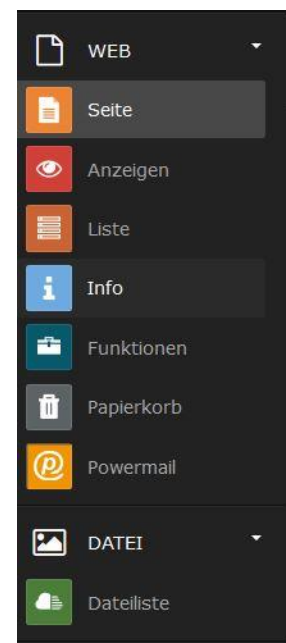 WEB
Seite
Anzeigen
Liste
Info
Funktionen
Papierkorb
Powermail
DATEI
Dateiliste